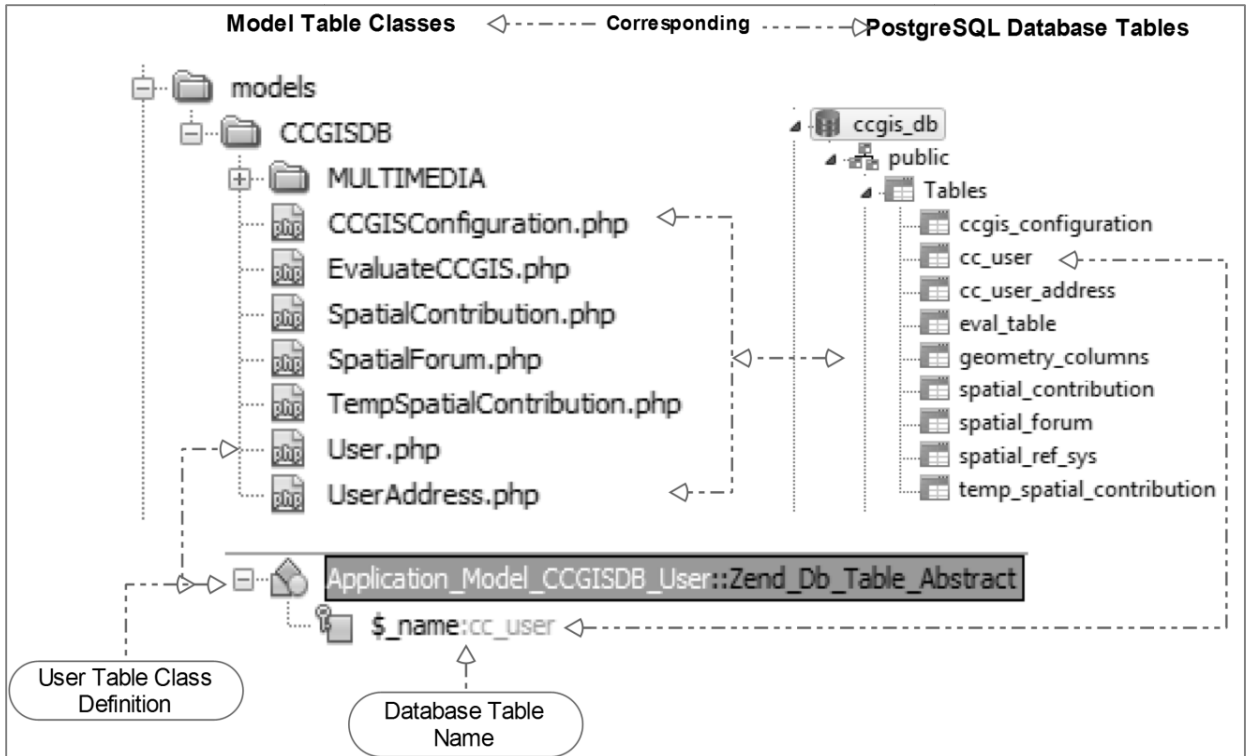 Model Table Classes Corresponding PostgreSQL Database Tables
models
CCGISDB
MULTIMEDIA
CCGISConfiguration.php
EvaluateCCGIS.php
SpatialContribution.php
SpatialForum.php
TempSpatialContribution.php
User.php
UserAddress.php
ccgis_db
public
Tables
ccgis_configuration
cc_user
cc_user_address
eval_table
geometry_columns
spatial_contribution
spatial_forum
spatial_ref_sys
temp_spatial_contribution
Application_Model_CCGISDB_User::Zend_Db_Table_Abstract
$_name:cc_user
User Table Class
Definition
Database Table
Name